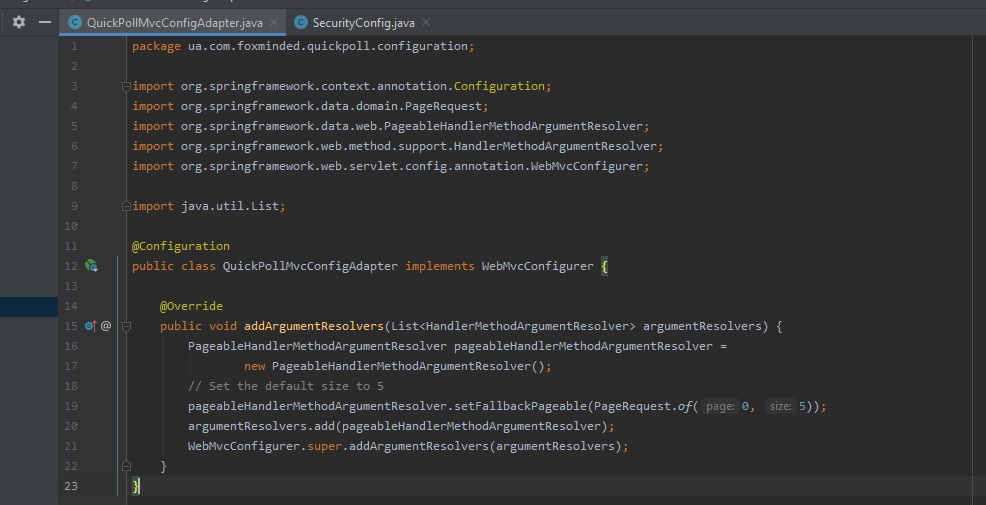 QuickPollMvcConfigAdapter.java SecurityConfig.java
1 package ua.com.foxminded.quickpoll.configuration;
2
3 import org.springframework.context.annotation.Configuration;
4 import org.springframework.data.domain.PageRequest;
5 import org.springframework.data.web.PageableHandlerMethodArgumentResolver;
6 import org.springframework.web.method.support.HandlerMethodArgumentResolver;
7 import org.springframework.web.servlet.config.annotation.WebMvcConfigurer;
8
9 import java.util.List;
10
11 @Configuration
12 public class QuickPollMvcConfigAdapter implements WebMvcConfigurer {
13
14 @Override
15 @ public void addArgumentResolvers(List<HandlerMethodArgumentResolver> argumentResolvers) {
16 PageableHandlerMethodArgumentResolver pageableHandlerMethodArgumentResolver =
17 new PageableHandlerMethodArgumentResolver();
18 // Set the default size to 5
19 pageableHandlerMethodArgumentResolver.setFallbackPageable(PageRequest.of( page: 0, size: 5));
20 argumentResolvers.add(pageableHandlerMethodArgumentResolver);
21 WebMvcConfigurer.super.addArgumentResolvers(argumentResolvers);
22 }
23 }